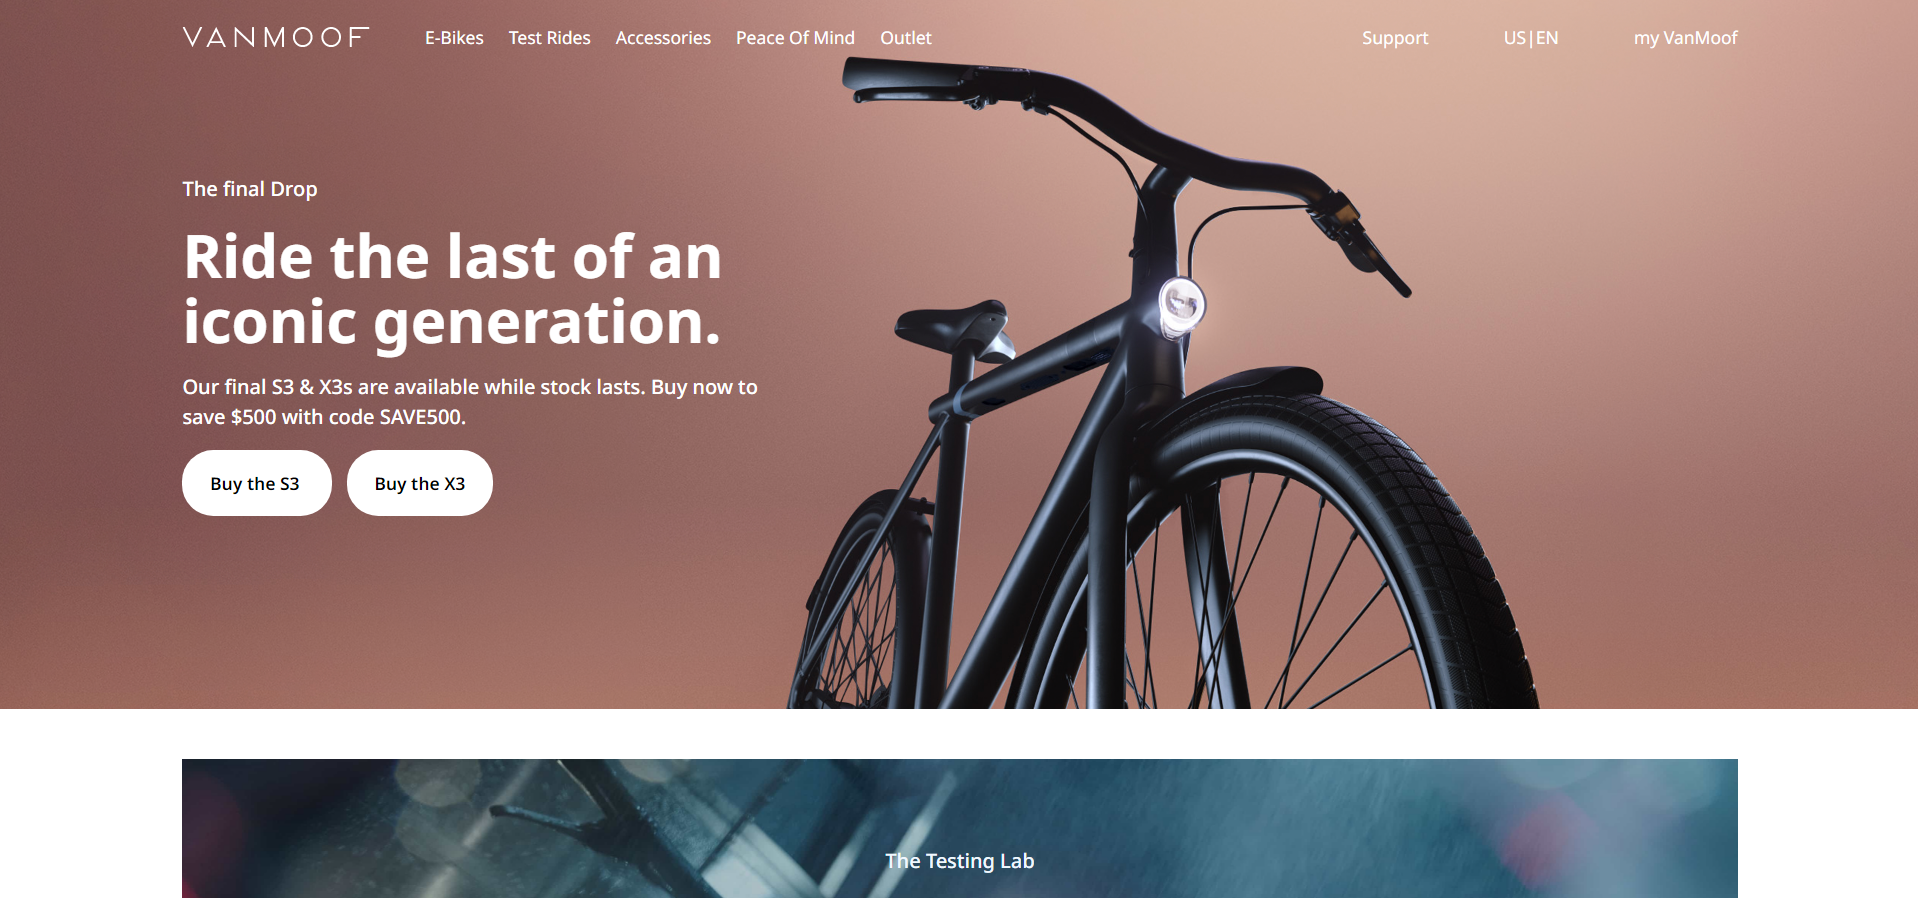 VANMOOF
E-Bikes
Test Rides
Accessories
Peace Of Mind
Outlet
Support
US|EN
my VanMoof
The final Drop
Ride the last of an
iconic generation.
Our final S3 & X3s are available while stock lasts. Buy now to
save $500 with code SAVE500.
Buy the S3
Buy the X3
The Testing Lab